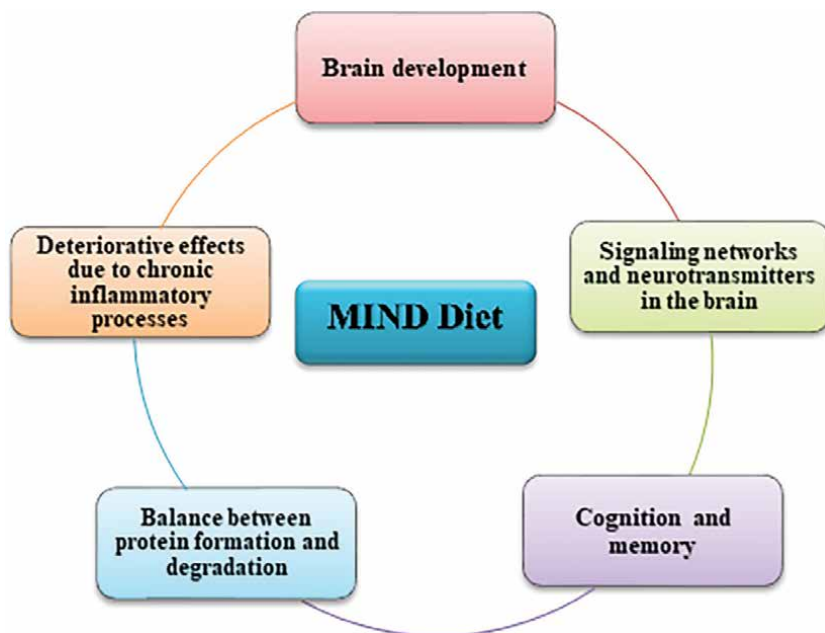 Brain development
Deteriorative effects
due to chronic
inflammatory
processes
MIND Diet
Signaling networks
and neurotransmitters
in the brain
Balance between
protein formation and
degradation
Cognition and
memory